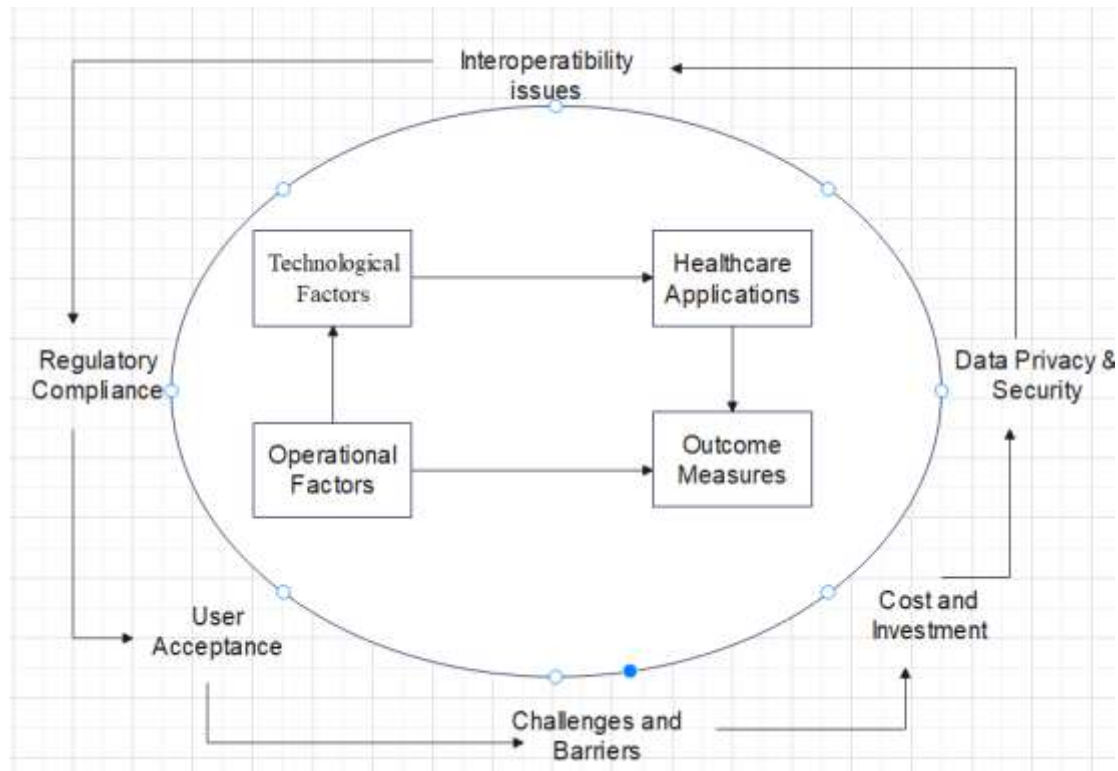 Interoperatibility
issues
Technological
Factors
Healthcare
Applications
Regulatory
Compliance
Data Privacy &
Security
Operational
Factors
Outcome
Measures
User
Acceptance
Cost and
Investment
Challenges and
Barriers